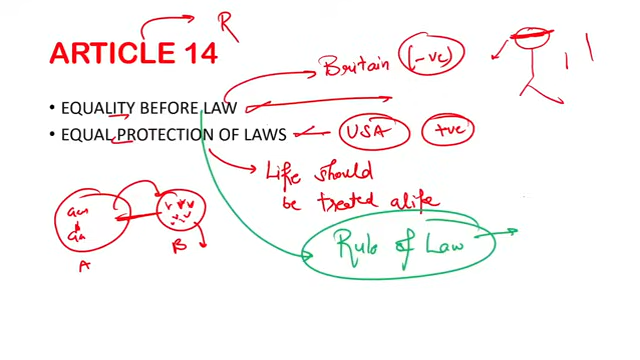 R
ARTICLE 14
Britain (-ve)
EQUALITY BEFORE LAW
EQUAL PROTECTION OF LAWS
USA +ve
Like should
be treated alike
Rule of Law
A
B